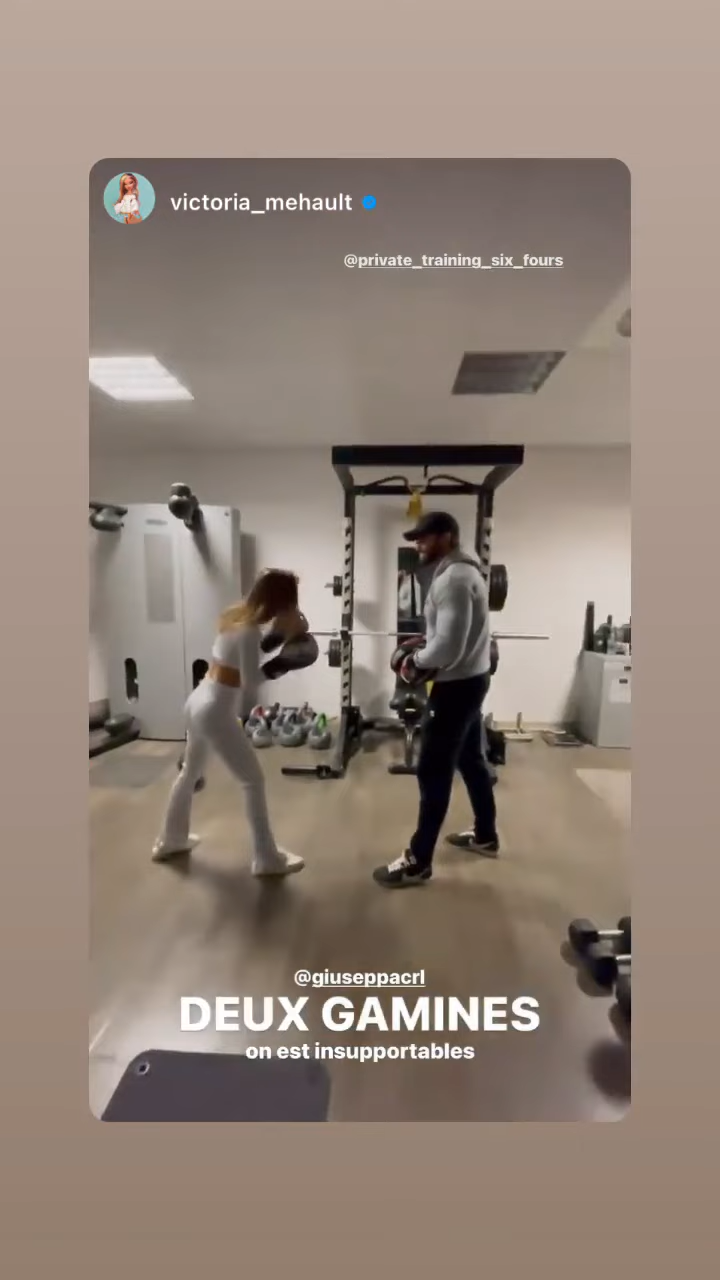 victoria_mehault
@private_training_six_fours
@giuseppacrl
DEUX GAMINES
on est insupportables